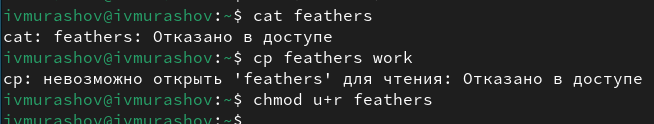 ivmurashov@ivmurashov:~$ cat feathers
cat: feathers: Отказано в доступе
ivmurashov@ivmurashov:~$ cp feathers work
cp: невозможно открыть 'feathers' для чтения: Отказано в доступе
ivmurashov@ivmurashov:~$ chmod u+r feathers
ivmurashov@ivmurashov:~$